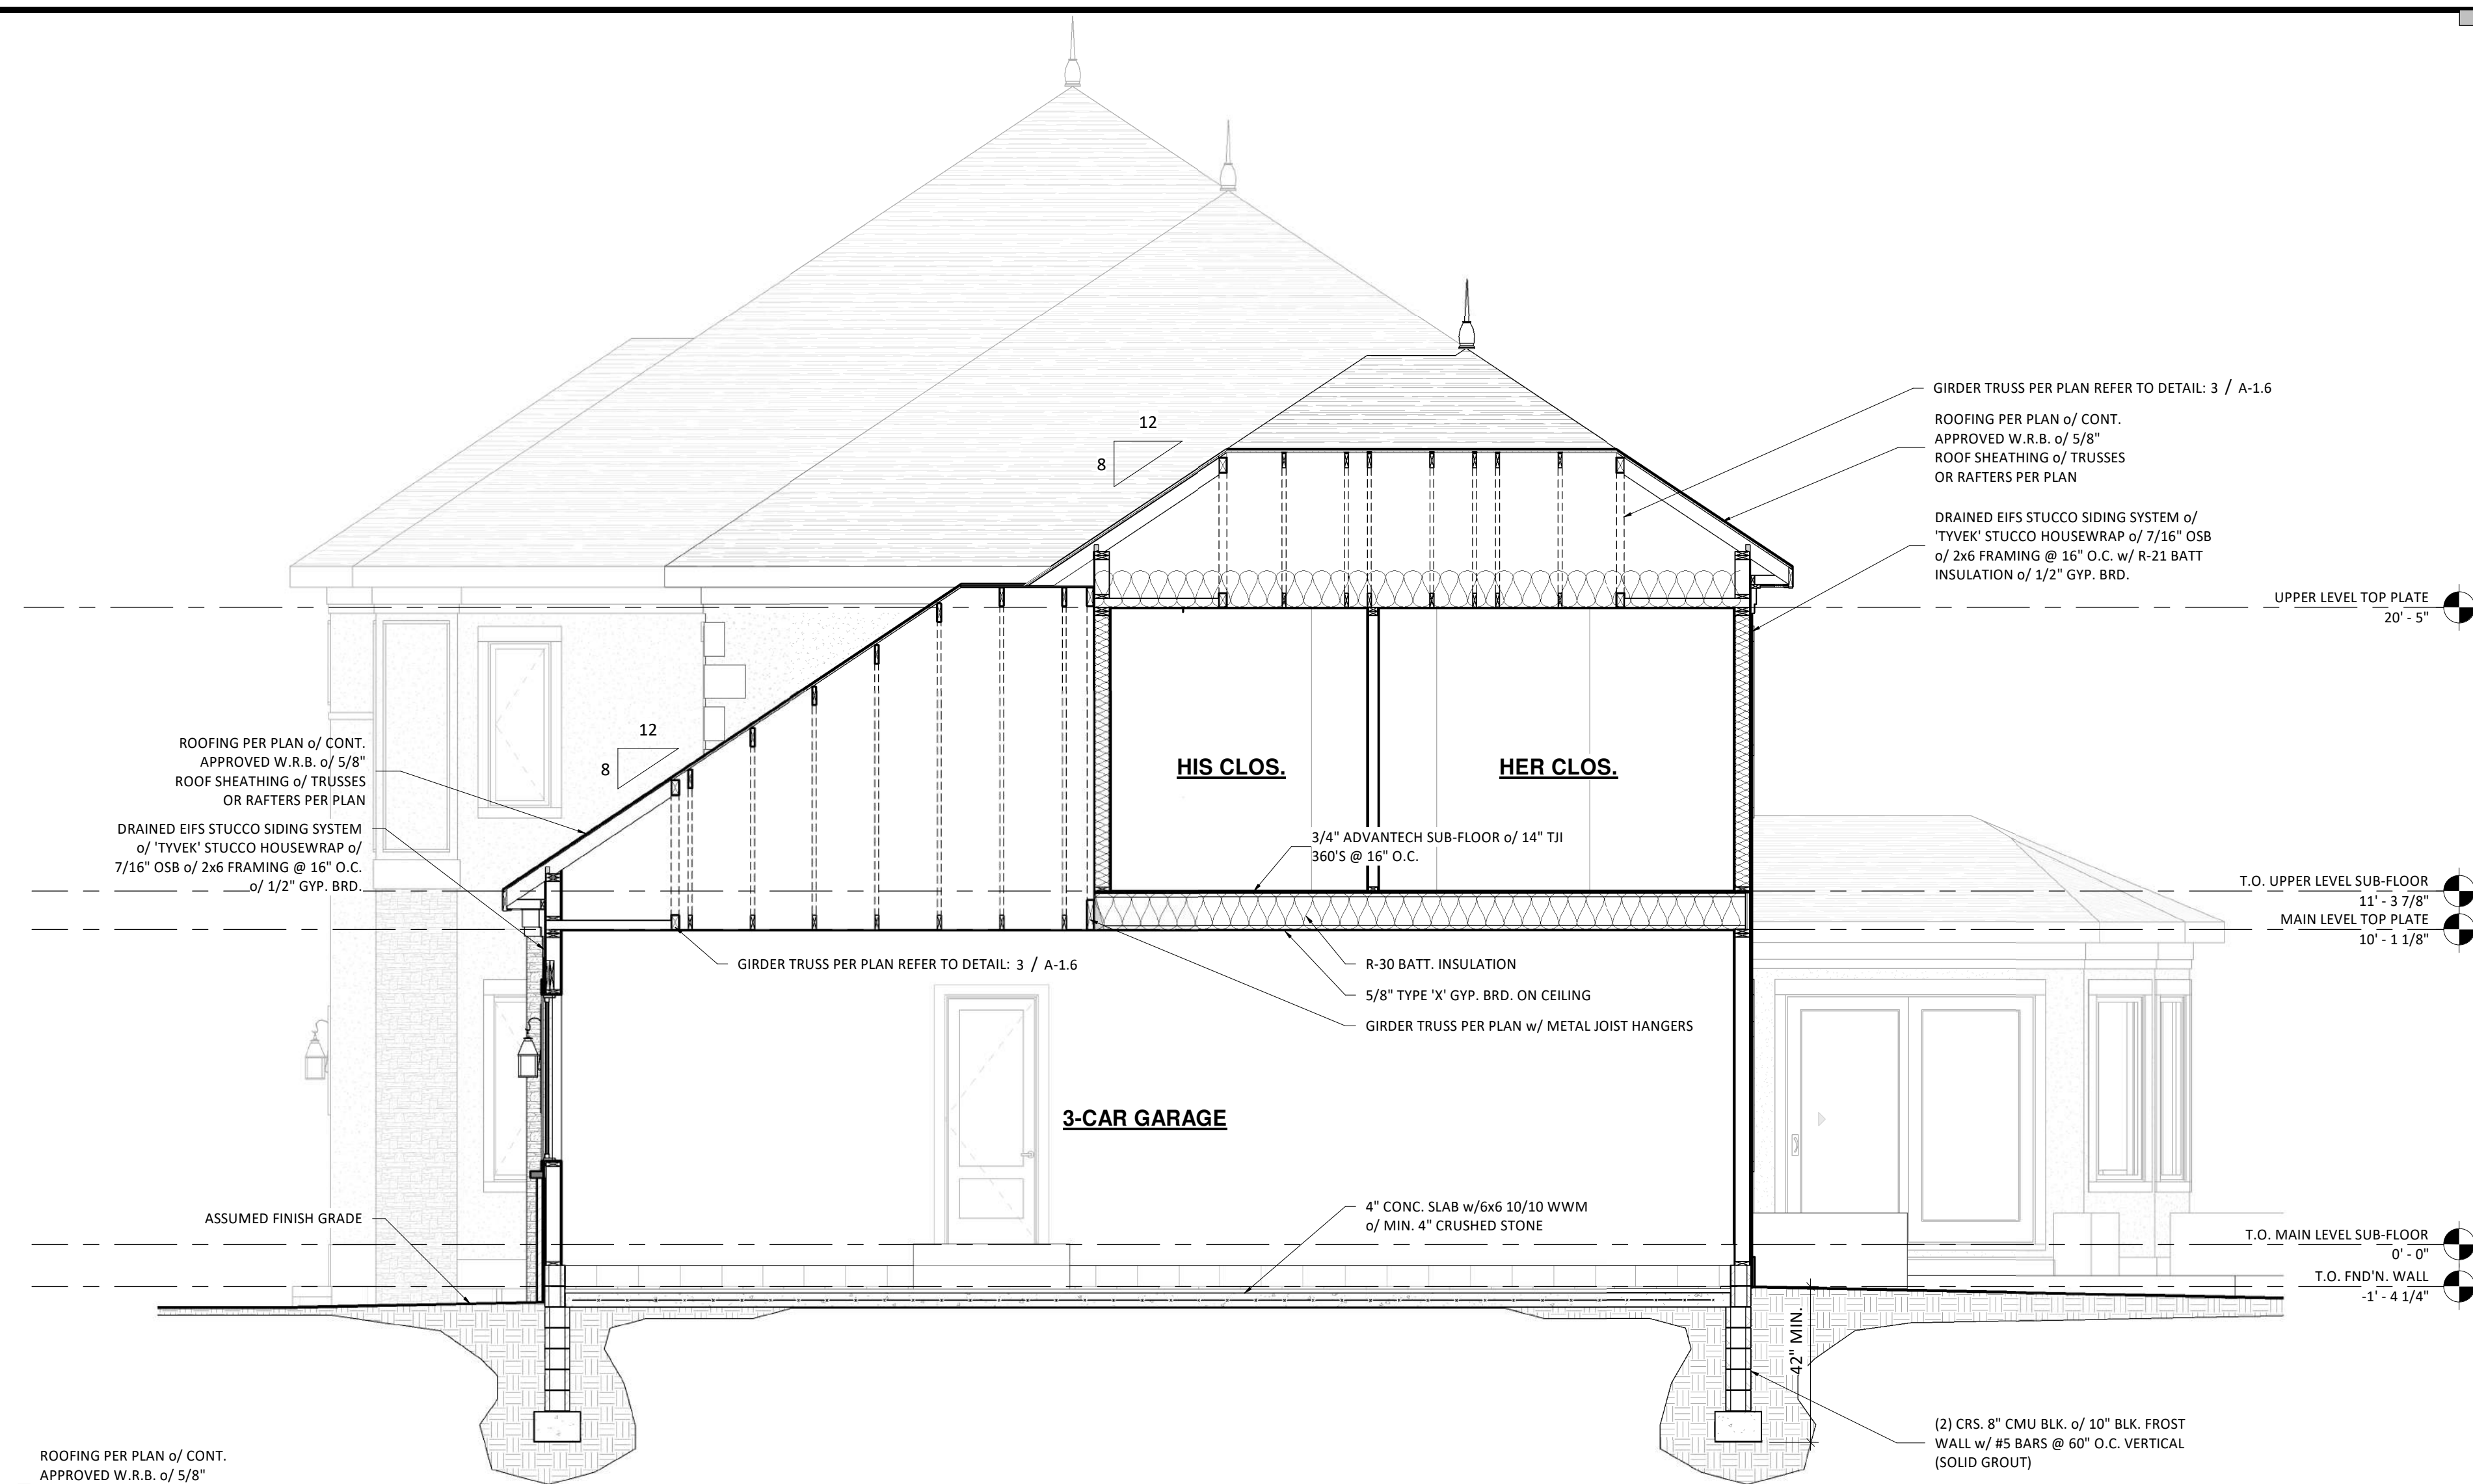 GIRDER TRUSS PER PLAN REFER TO DETAIL: 3 / A-1.6
ROOFING PER PLAN o/ CONT.
APPROVED W.R.B. o/ 5/8"
ROOF SHEATHING o/ TRUSSES
OR RAFTERS PER PLAN
12
8
DRAINED EIFS STUCCO SIDING SYSTEM o/
'TYVEK' STUCCO HOUSEWRAP o/ 7/16" OSB
o/ 2x6 FRAMING @ 16" O.C. w/ R-21 BATT
INSULATION o/ 1/2" GYP. BRD.
UPPER LEVEL TOP PLATE
20' - 5"
12
8
ROOFING PER PLAN o/ CONT.
APPROVED W.R.B. o/ 5/8"
ROOF SHEATHING o/ TRUSSES
OR RAFTERS PER PLAN
HIS CLOS.
HER CLOS.
DRAINED EIFS STUCCO SIDING SYSTEM
o/ 'TYVEK' STUCCO HOUSEWRAP o/
7/16" OSB o/ 2x6 FRAMING @ 16" O.C.
o/ 1/2" GYP. BRD.
3/4" ADVANTECH SUB-FLOOR o/ 14" TJI
360'S @ 16" O.C.
T.O. UPPER LEVEL SUB-FLOOR
11' - 3 7/8"
MAIN LEVEL TOP PLATE
10' - 1 1/8"
GIRDER TRUSS PER PLAN REFER TO DETAIL: 3 / A-1.6
R-30 BATT. INSULATION
5/8" TYPE 'X' GYP. BRD. ON CEILING
GIRDER TRUSS PER PLAN w/ METAL JOIST HANGERS
3-CAR GARAGE
ASSUMED FINISH GRADE
4" CONC. SLAB w/6x6 10/10 WWM
o/ MIN. 4" CRUSHED STONE
T.O. MAIN LEVEL SUB-FLOOR
0' - 0"
T.O. FND'N. WALL
-1' - 4 1/4"
42" MIN.
(2) CRS. 8" CMU BLK. o/ 10" BLK. FROST
WALL w/ #5 BARS @ 60" O.C. VERTICAL
(SOLID GROUT)
ROOFING PER PLAN o/ CONT.
APPROVED W.R.B. o/ 5/8"